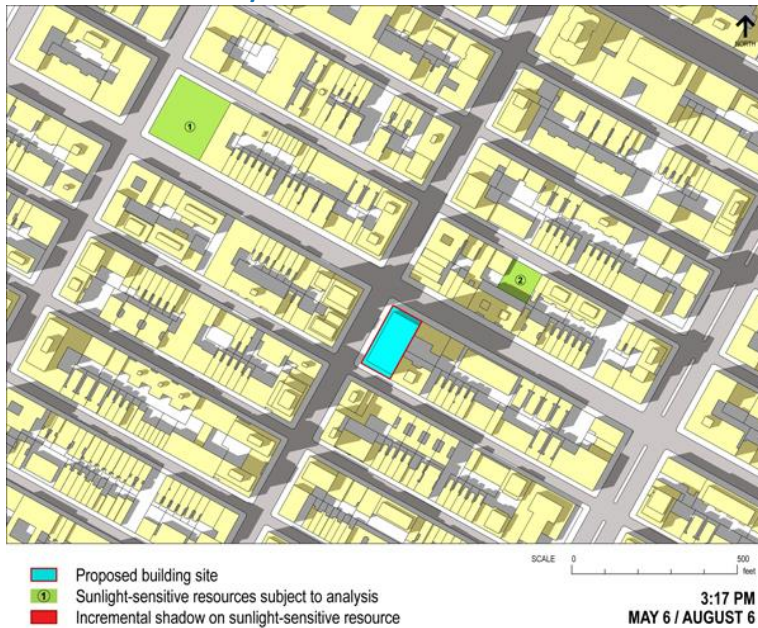 NORTH
①
②
SCALE 0 500
feet
Proposed building site
① Sunlight-sensitive resources subject to analysis
Incremental shadow on sunlight-sensitive resource
3:17 PM
MAY 6 / AUGUST 6